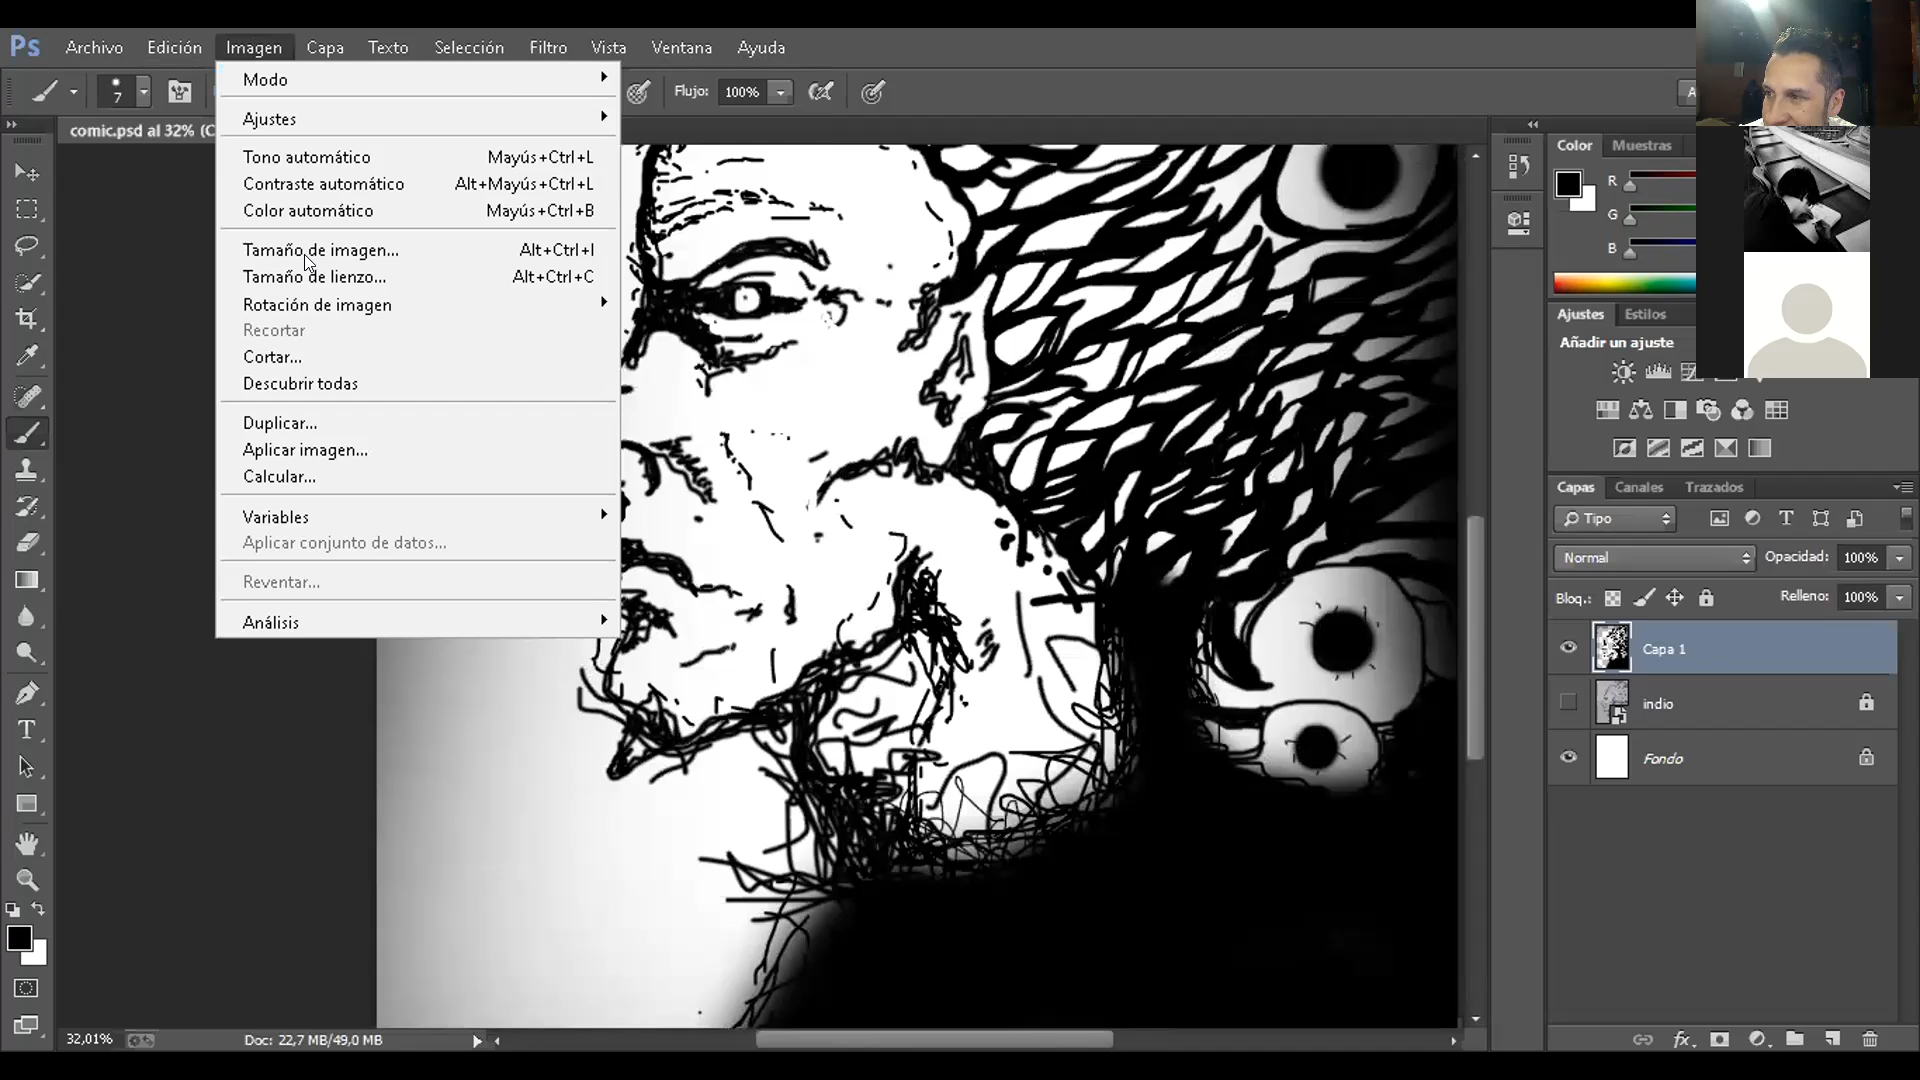 Ps Archivo Edición Imagen Capa Texto Selección Filtro Vista Ventana Ayuda
7 Flujo: 100%
comic.psd al 32% (C
Modo
Ajustes
Tono automático Mayús+Ctrl+L
Contraste automático Alt+Mayús+Ctrl+L
Color automático Mayús+Ctrl+B
Tamaño de imagen... Alt+Ctrl+I
Tamaño de lienzo... Alt+Ctrl+C
Rotación de imagen
Recortar
Cortar...
Descubrir todas
Duplicar...
Aplicar imagen...
Calcular...
Variables
Aplicar conjunto de datos...
Reventar...
Análisis
Color Muestras
R
G
B
Ajustes Estilos
Añadir un ajuste
Capas Canales Trazados
Tipo
Normal Opacidad: 100%
Bloq.: Relleno: 100%
Capa 1
indio
Fondo
32,01% Doc: 22,7 MB/49,0 MB